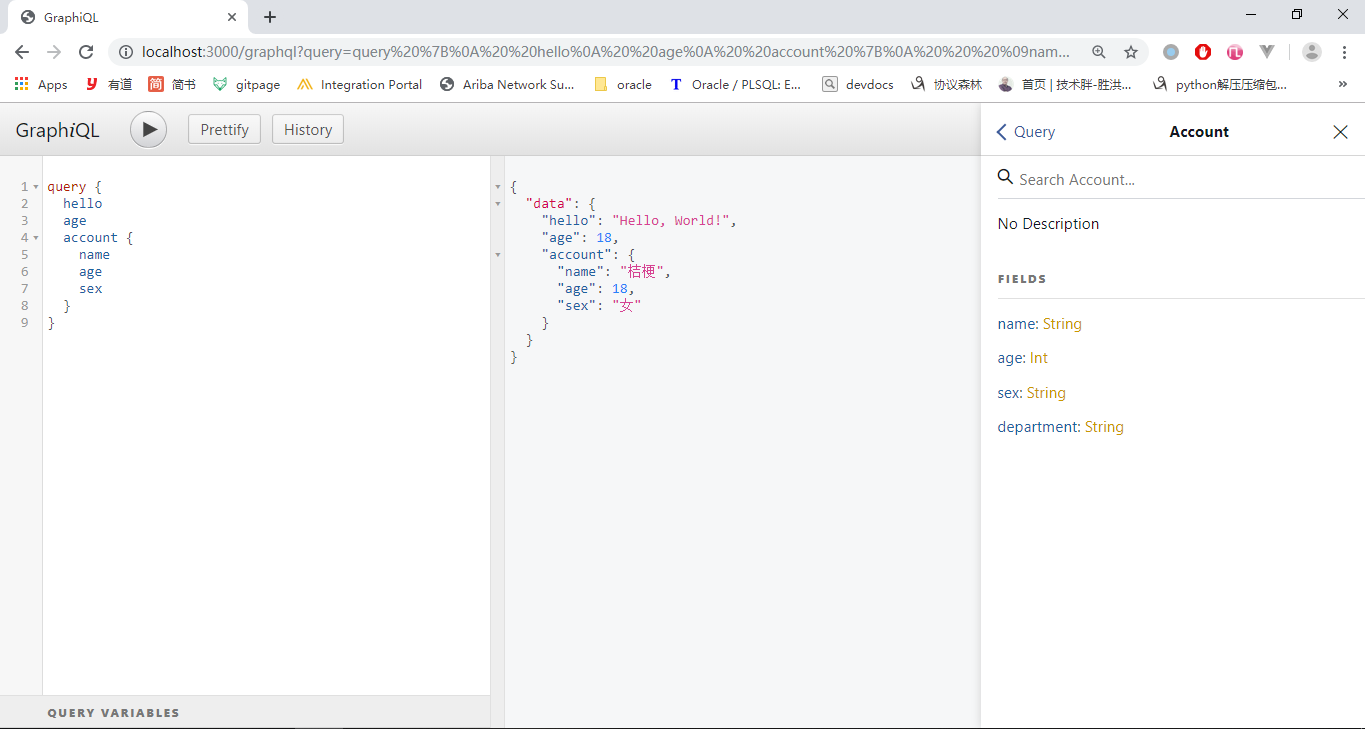 GraphiQL
localhost:3000/graphql?query=query%20%7B%0A%20%20hello%0A%20%20age%0A%20%20account%20%7B%0A%20%20%20%09nam...
Apps 有道 简 简书 gitpage Integration Portal Ariba Network Su... oracle T Oracle / PLSQL: E... devdocs 协议森林 首页 | 技术胖-胜洪... python解压压缩包... »
GraphiQL Prettify History
Query Account
Search Account...
No Description
FIELDS
name: String
age: Int
sex: String
department: String
1 query {
2 hello
3 age
4 account {
5 name
6 age
7 sex
8 }
9 }
{
"data": {
"hello": "Hello, World!",
"age": 18,
"account": {
"name": "桔梗",
"age": 18,
"sex": "女"
}
}
}
QUERY VARIABLES